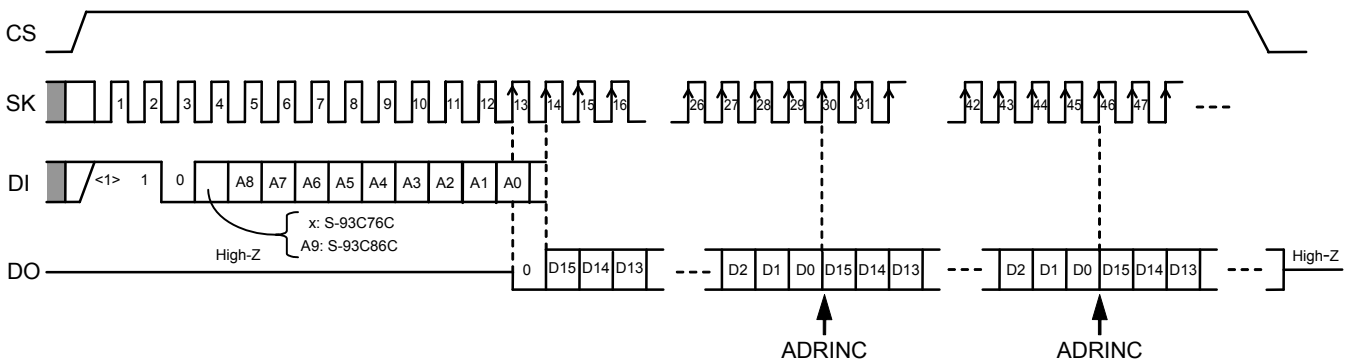 CS
SK 1 2 3 4 5 6 7 8 9 10 11 12 13 14 15 16 26 27 28 29 30 31 42 43 44 45 46 47
DI <1> 1 0 A8 A7 A6 A5 A4 A3 A2 A1 A0
x: S-93C76C
A9: S-93C86C
High-Z
DO 0 D15 D14 D13 D2 D1 D0 D15 D14 D13 D2 D1 D0 D15 D14 D13 High-Z
ADRINC ADRINC